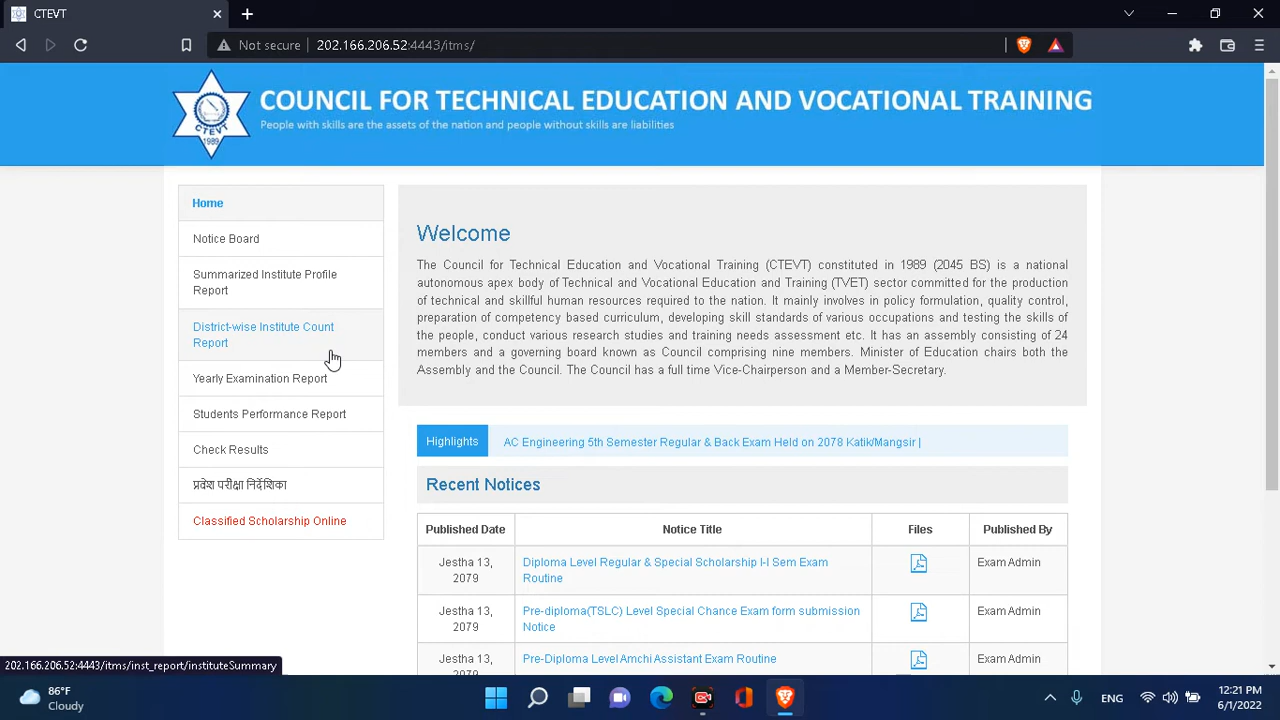 CTEVT
Not secure
202.166.206.52:4443/itms/
COUNCIL FOR TECHNICAL EDUCATION AND VOCATIONAL TRAINING
People with skills are the assets of the nation and people without skills are liabilities
CTEVT
1989
Home
Notice Board
Summarized Institute Profile
Report
District-wise Institute Count
Report
Yearly Examination Report
Students Performance Report
Check Results
प्रवेश परीक्षा निर्देशिका
Classified Scholarship Online
Welcome
The Council for Technical Education and Vocational Training (CTEVT) constituted in 1989 (2045 BS) is a national
autonomous apex body of Technical and Vocational Education and Training (TVET) sector committed for the production
of technical and skillful human resources required to the nation. It mainly involves in policy formulation, quality control,
preparation of competency based curriculum, developing skill standards of various occupations and testing the skills of
the people, conduct various research studies and training needs assessment etc. It has an assembly consisting of 24
members and a governing board known as Council comprising nine members. Minister of Education chairs both the
Assembly and the Council. The Council has a full time Vice-Chairperson and a Member-Secretary.
Highlights
AC Engineering 5th Semester Regular & Back Exam Held on 2078 Katik/Mangsir |
Recent Notices
Published Date Notice Title Files Published By
Jestha 13,
2079
Diploma Level Regular & Special Scholarship I-I Sem Exam
Routine
Exam Admin
Jestha 13,
2079
Pre-diploma(TSLC) Level Special Chance Exam form submission
Notice
Exam Admin
Jestha 13,
2079
Pre-Diploma Level Amchi Assistant Exam Routine
Exam Admin
202.166.206.52:4443/itms/inst_report/instituteSummary
86°F
Cloudy
ENG
12:21 PM
6/1/2022